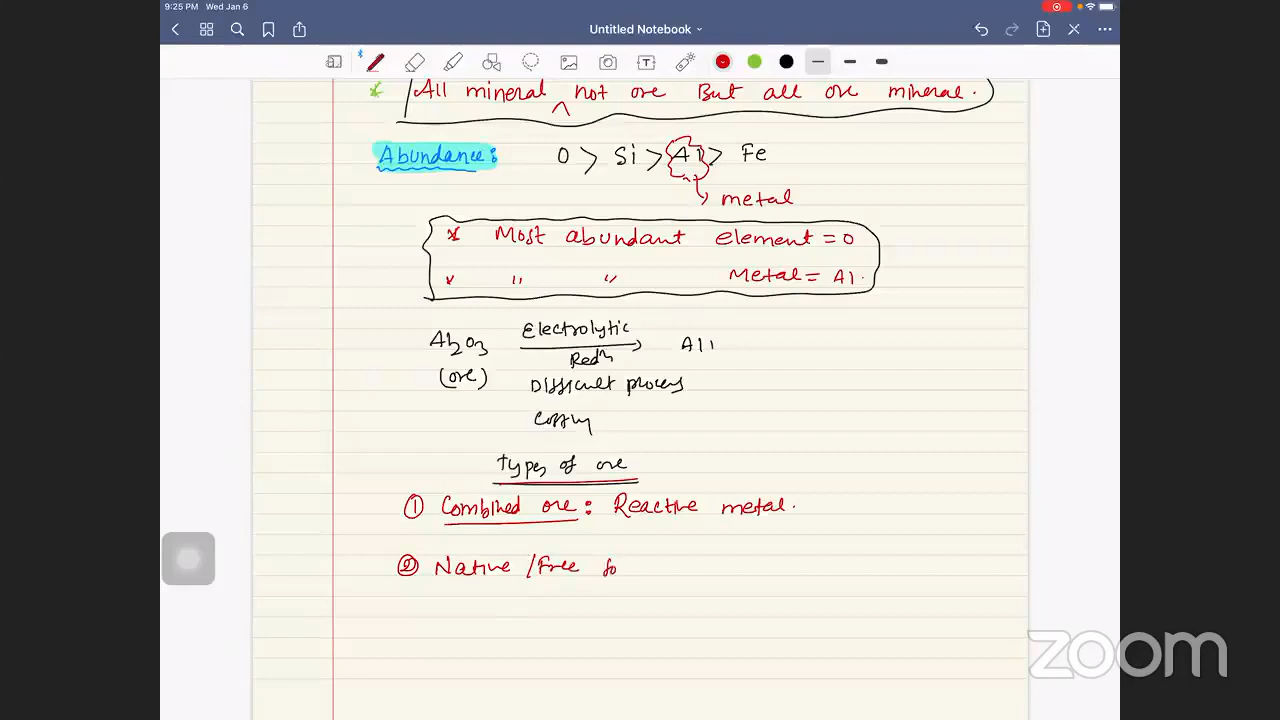 9:25 PM Wed Jan 6
Untitled Notebook
* All mineral ^ not ore But all ore mineral.
Abundance: O > Si > Al > Fe
metal
* Most abundant element = O
* " " Metal = Al.
Al2O3 Electrolytic Al
(ore) Redn
Difficult process
Costly
Types of ore
① Combined ore: Reactive metal.
② Native /Free fo
zoom